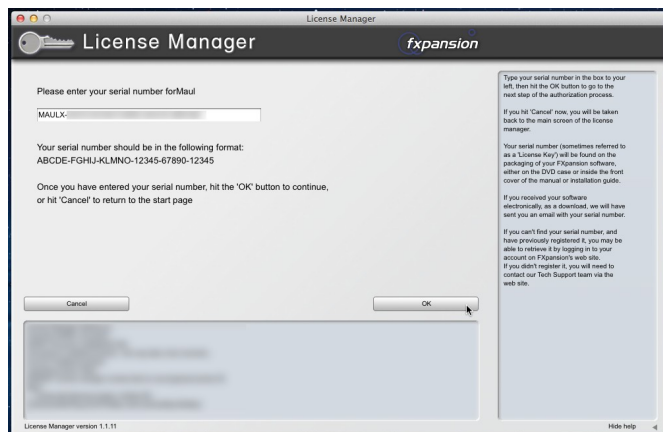 License Manager
License Manager
fxpansion
Please enter your serial number forMaul
MAULX-
Your serial number should be in the following format:
ABCDE-FGHIJ-KLMNO-12345-67890-12345
Once you have entered your serial number, hit the 'OK' button to continue,
or hit 'Cancel' to return to the start page
Cancel
OK
Type your serial number in the box to your
left, then hit the OK button to go to the
next step of the authorization process.
If you hit 'Cancel' now, you will be taken
back to the main screen of the license
manager.
Your serial number (sometimes referred to
as a 'License Key') will be found on the
packaging of your FXpansion software,
either on the DVD case or inside the front
cover of the manual or installation guide.
If you received your software
electronically, as a download, we will have
sent you an email with your serial number.
If you can't find your serial number, and
have previously registered it, you may be
able to retrieve it by logging in to your
account on FXpansion's web site.
If you didn't register it, you will need to
contact our Tech Support team via the
web site.
License Manager version 1.1.11
Hide help